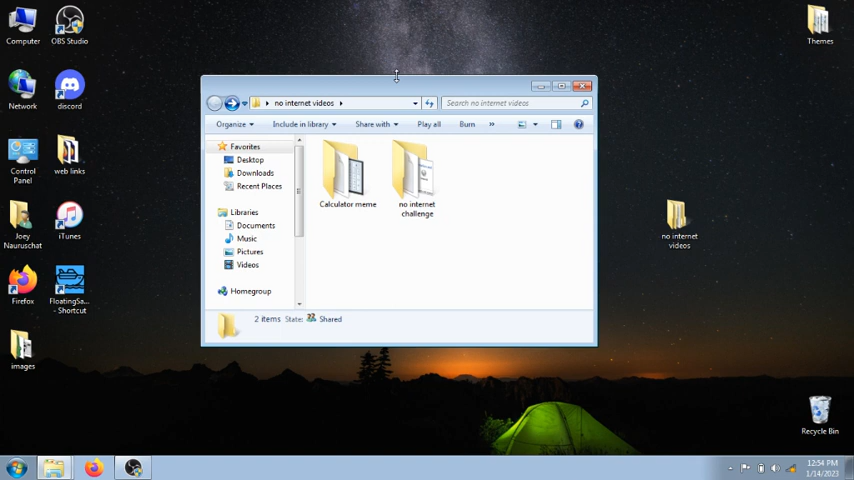 Computer
OBS Studio
Themes
Network
discord
Control
Panel
web links
Joey
Nauruschat
iTunes
Firefox
FloatingSa...
- Shortcut
images
no internet videos
Search no internet videos
Organize
Include in library
Share with
Play all
Burn
»
Favorites
Desktop
Downloads
Recent Places
Libraries
Documents
Music
Pictures
Videos
Homegroup
Calculator meme
no internet
challenge
2 items State: Shared
no internet
videos
Recycle Bin
12:54 PM
1/14/2023